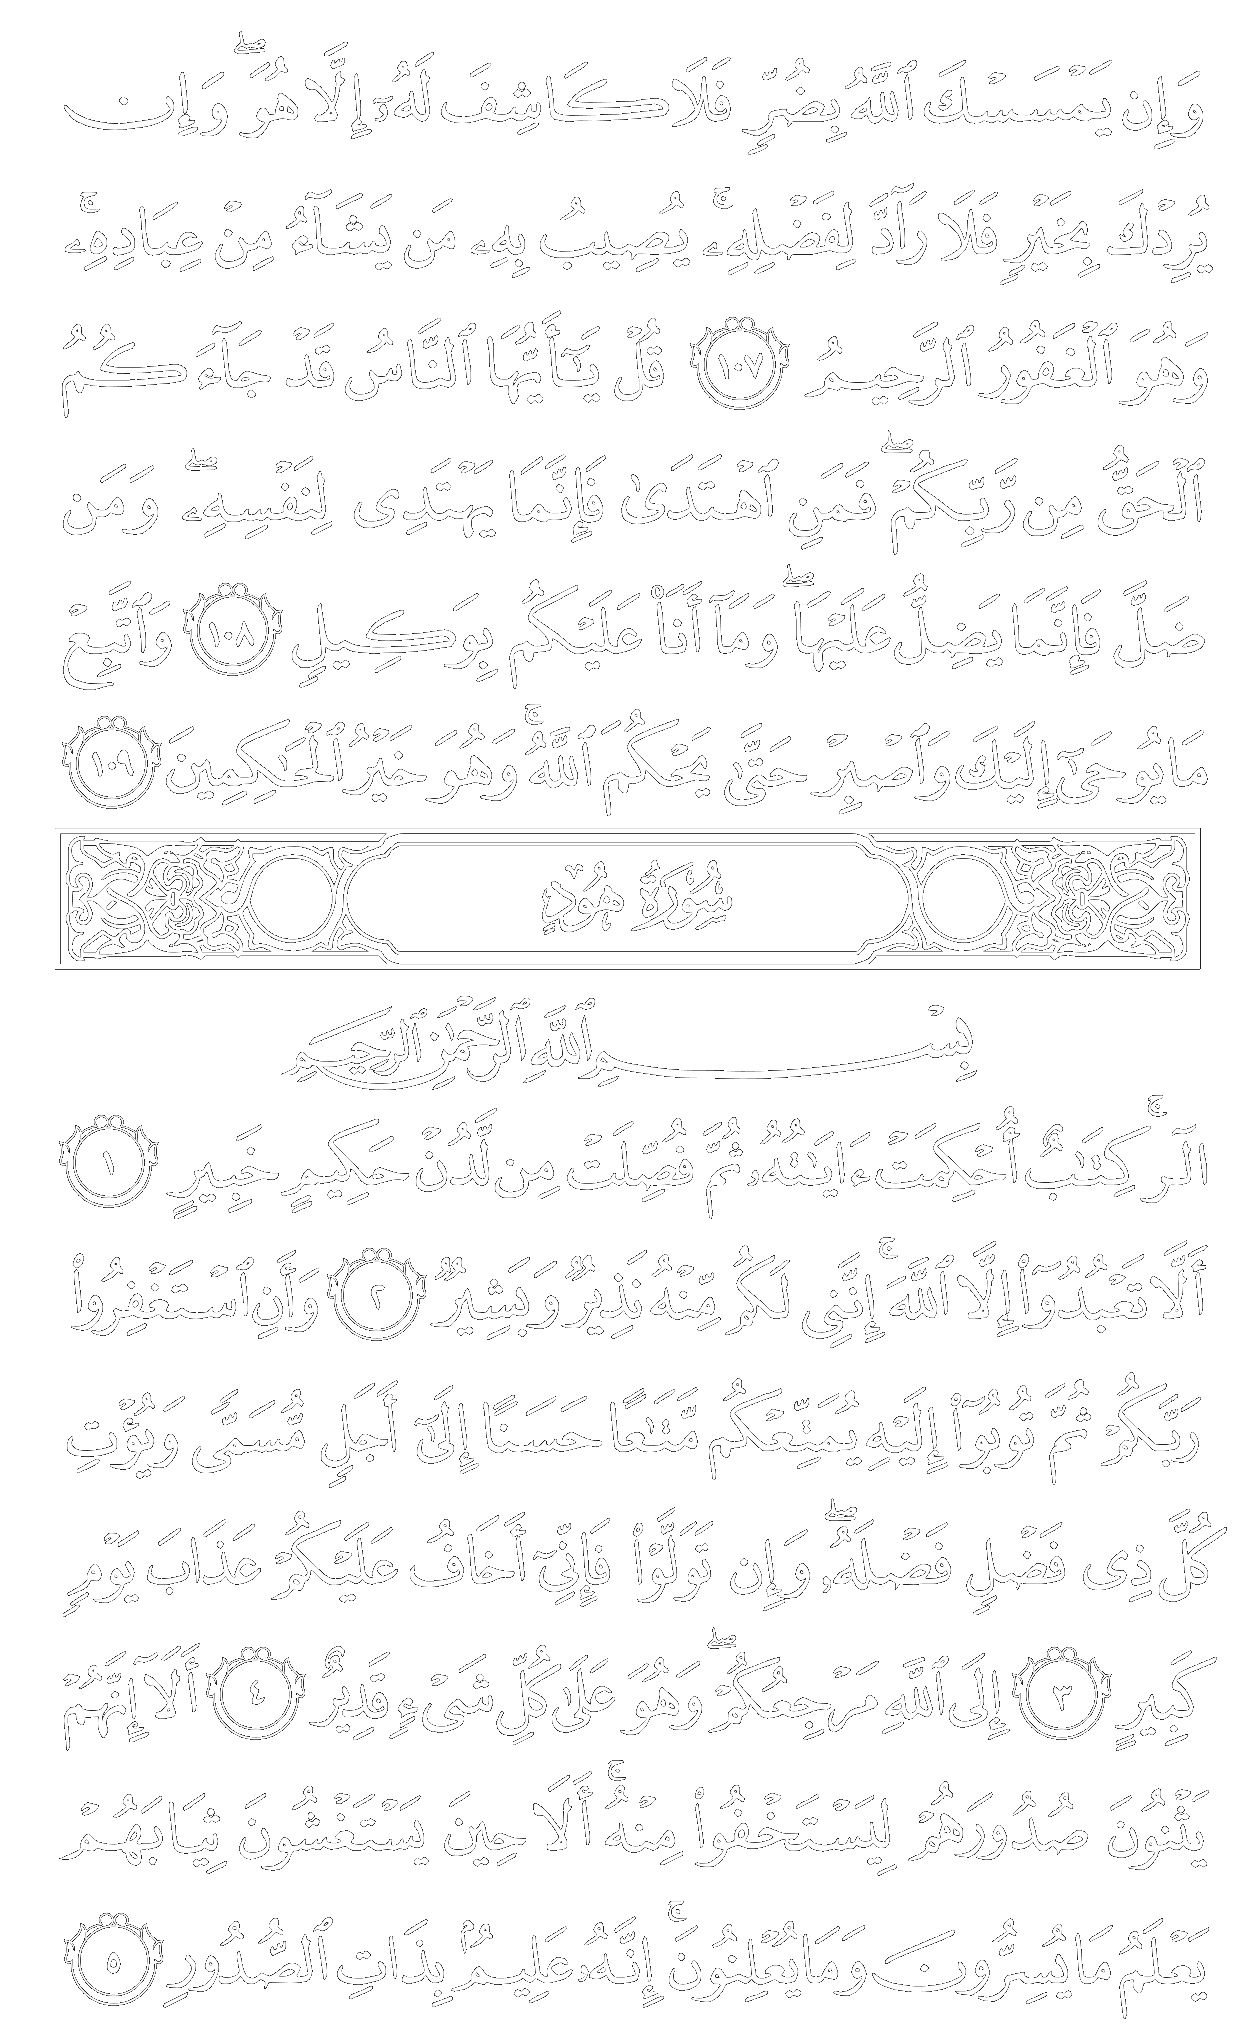 وَإِن يَمْسَسْكَ ٱللَّهُ بِضُرٍّ فَلَا كَاشِفَ لَهُۥٓ إِلَّا هُوَ ۖ وَإِن
يُرِدْكَ بِخَيْرٍ فَلَا رَآدَّ لِفَضْلِهِۦ ۚ يُصِيبُ بِهِۦ مَن يَشَآءُ مِنْ عِبَادِهِۦ ۚ
وَهُوَ ٱلْغَفُورُ ٱلرَّحِيمُ ١٠٧ قُلْ يَـٰٓأَيُّهَا ٱلنَّاسُ قَدْ جَآءَكُمُ
ٱلْحَقُّ مِن رَّبِّكُمْ ۖ فَمَنِ ٱهْتَدَىٰ فَإِنَّمَا يَهْتَدِى لِنَفْسِهِۦ ۖ وَمَن
ضَلَّ فَإِنَّمَا يَضِلُّ عَلَيْهَا ۖ وَمَآ أَنَا۠ عَلَيْكُم بِوَكِيلٍ ١٠٨ وَٱتَّبِعْ
مَا يُوحَىٰٓ إِلَيْكَ وَٱصْبِرْ حَتَّىٰ يَحْكُمَ ٱللَّهُ ۚ وَهُوَ خَيْرُ ٱلْحَـٰكِمِينَ ١٠٩
سُورَةُ هُودٍ
بِسْمِ ٱللَّهِ ٱلرَّحْمَـٰنِ ٱلرَّحِيمِ
الٓر ۚ كِتَـٰبٌ أُحْكِمَتْ ءَايَـٰتُهُۥ ثُمَّ فُصِّلَتْ مِن لَّدُنْ حَكِيمٍ خَبِيرٍ ١
أَلَّا تَعْبُدُوٓا۟ إِلَّا ٱللَّهَ ۚ إِنَّنِى لَكُم مِّنْهُ نَذِيرٌ وَبَشِيرٌ ٢ وَأَنِ ٱسْتَغْفِرُوا۟
رَبَّكُمْ ثُمَّ تُوبُوٓا۟ إِلَيْهِ يُمَتِّعْكُم مَّتَـٰعًا حَسَنًا إِلَىٰٓ أَجَلٍ مُّسَمًّى وَيُؤْتِ
كُلَّ ذِى فَضْلٍ فَضْلَهُۥ ۖ وَإِن تَوَلَّوْا۟ فَإِنِّىٓ أَخَافُ عَلَيْكُمْ عَذَابَ يَوْمٍ
كَبِيرٍ ٣ إِلَى ٱللَّهِ مَرْجِعُكُمْ ۖ وَهُوَ عَلَىٰ كُلِّ شَىْءٍ قَدِيرٌ ٤ أَلَآ إِنَّهُمْ
يَثْنُونَ صُدُورَهُمْ لِيَسْتَخْفُوا۟ مِنْهُ ۚ أَلَا حِينَ يَسْتَغْشُونَ ثِيَابَهُمْ
يَعْلَمُ مَا يُسِرُّونَ وَمَا يُعْلِنُونَ ۚ إِنَّهُۥ عَلِيمٌۢ بِذَاتِ ٱلصُّدُورِ ٥